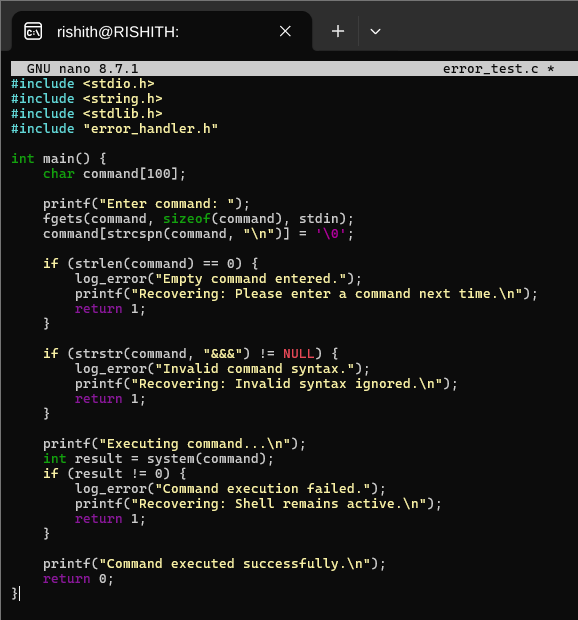 rishith@RISHITH:
GNU nano 8.7.1 error_test.c *
#include <stdio.h>
#include <string.h>
#include <stdlib.h>
#include "error_handler.h"

int main() {
    char command[100];

    printf("Enter command: ");
    fgets(command, sizeof(command), stdin);
    command[strcspn(command, "\n")] = '\0';

    if (strlen(command) == 0) {
        log_error("Empty command entered.");
        printf("Recovering: Please enter a command next time.\n");
        return 1;
    }

    if (strstr(command, "&&&") != NULL) {
        log_error("Invalid command syntax.");
        printf("Recovering: Invalid syntax ignored.\n");
        return 1;
    }

    printf("Executing command...\n");
    int result = system(command);
    if (result != 0) {
        log_error("Command execution failed.");
        printf("Recovering: Shell remains active.\n");
        return 1;
    }

    printf("Command executed successfully.\n");
    return 0;
}